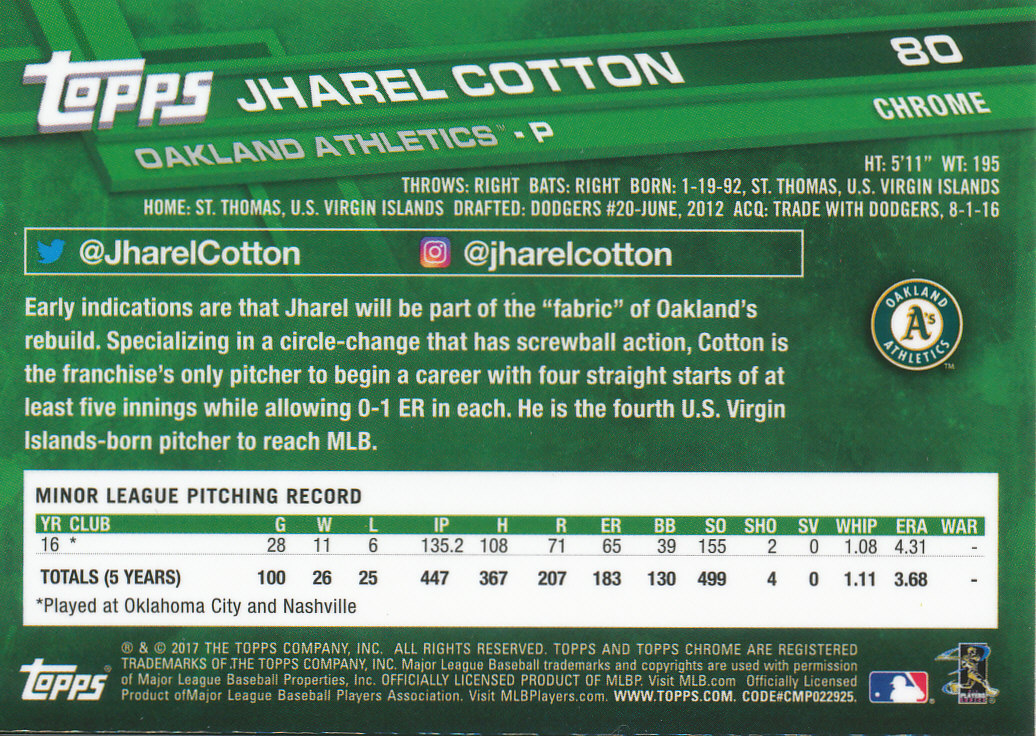 topps JHAREL COTTON 80
CHROME
OAKLAND ATHLETICS™ - P
HT: 5'11" WT: 195
THROWS: RIGHT BATS: RIGHT BORN: 1-19-92, ST. THOMAS, U.S. VIRGIN ISLANDS
HOME: ST. THOMAS, U.S. VIRGIN ISLANDS DRAFTED: DODGERS #20-JUNE, 2012 ACQ: TRADE WITH DODGERS, 8-1-16
@JharelCotton @jharelcotton
Early indications are that Jharel will be part of the “fabric” of Oakland’s
rebuild. Specializing in a circle-change that has screwball action, Cotton is
the franchise’s only pitcher to begin a career with four straight starts of at
least five innings while allowing 0-1 ER in each. He is the fourth U.S. Virgin
Islands-born pitcher to reach MLB.
OAKLAND
A's
ATHLETICS
TM
MINOR LEAGUE PITCHING RECORD
YR CLUB G W L IP H R ER BB SO SHO SV WHIP ERA WAR
16 * 28 11 6 135.2 108 71 65 39 155 2 0 1.08 4.31 -
TOTALS (5 YEARS) 100 26 25 447 367 207 183 130 499 4 0 1.11 3.68 -
*Played at Oklahoma City and Nashville
topps®
® & © 2017 THE TOPPS COMPANY, INC. ALL RIGHTS RESERVED. TOPPS AND TOPPS CHROME ARE REGISTERED
TRADEMARKS OF.THE TOPPS COMPANY, INC. Major League Baseball trademarks and copyrights are used with permission
of Major League Baseball Properties, Inc. OFFICIALLY LICENSED PRODUCT OF MLBP. Visit MLB.com Officially Licensed
Product ofMajor League Baseball Players Association. Visit MLBPlayers.com. WWW.TOPPS.COM. CODE#CMP022925.
PLAYERS